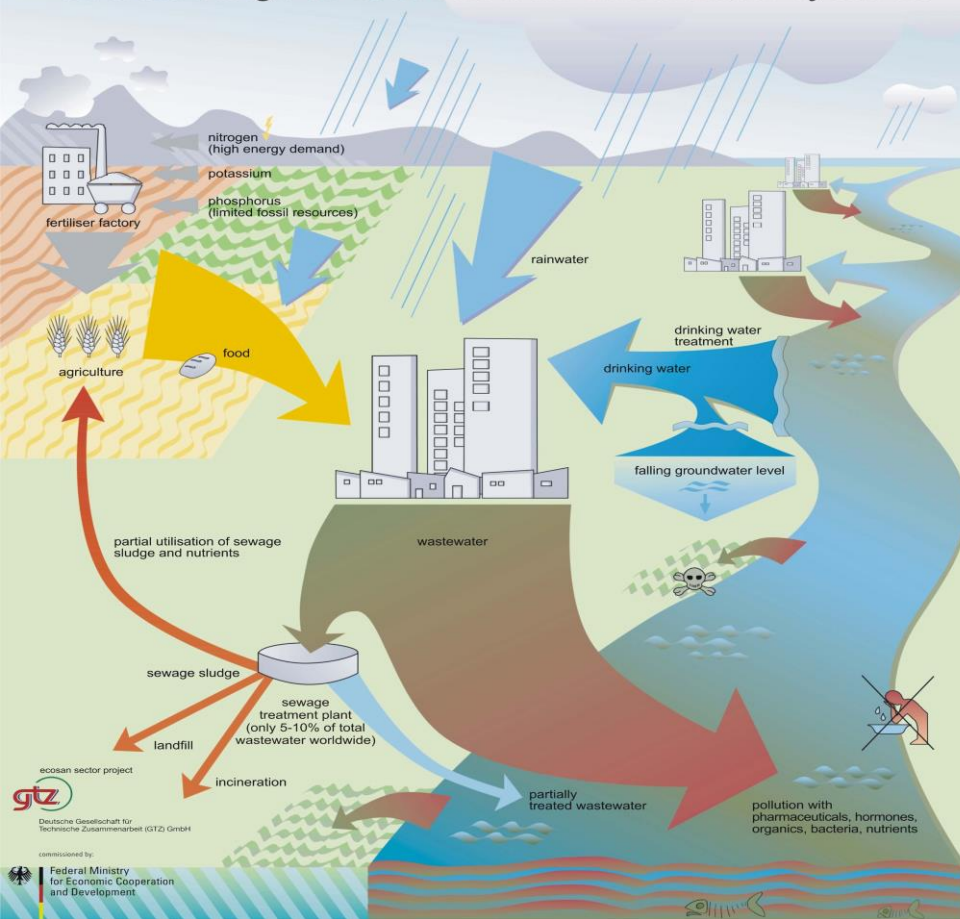 nitrogen
(high energy demand)
potassium
phosphorus
(limited fossil resources)
fertiliser factory
rainwater
drinking water
treatment
drinking water
food
agriculture
falling groundwater level
partial utilisation of sewage
sludge and nutrients
wastewater
sewage sludge
sewage
treatment plant
(only 5-10% of total
wastewater worldwide)
landfill
incineration
partially
treated wastewater
pollution with
pharmaceuticals, hormones,
organics, bacteria, nutrients
ecosan sector project
gtz
Deutsche Gesellschaft für
Technische Zusammenarbeit (GTZ) GmbH
commissioned by:
Federal Ministry
for Economic Cooperation
and Development